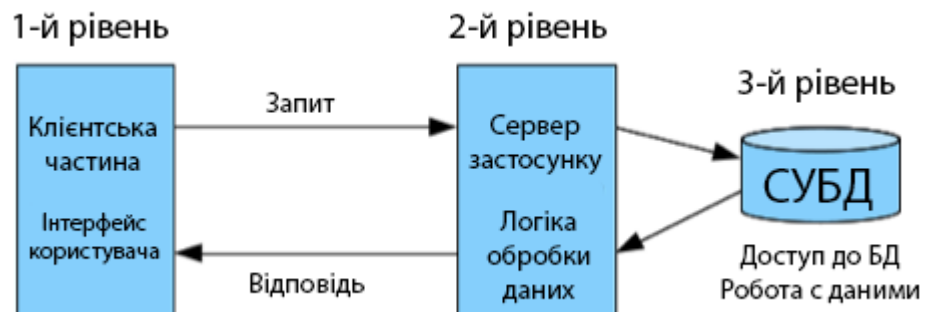 1-й рівень
Клієнтська
частина
Інтерфейс
користувача
Запит
Відповідь
2-й рівень
Сервер
застосунку
Логіка
обробки
даних
3-й рівень
СУБД
Доступ до БД
Робота с даними